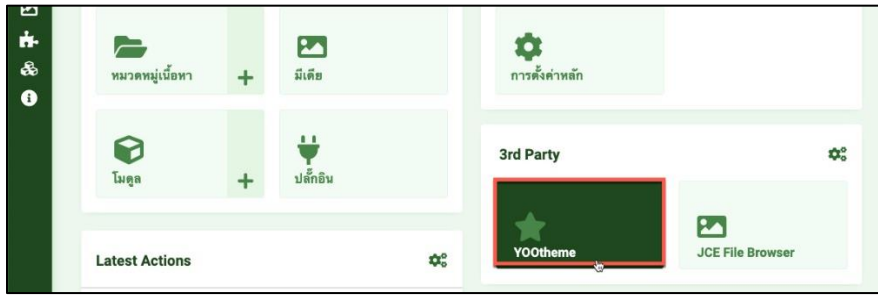 หมวดหมู่เนื้อหา
มีเดีย
การตั้งค่าหลัก
โมดูล
ปลั๊กอิน
3rd Party
YOOtheme
JCE File Browser
Latest Actions